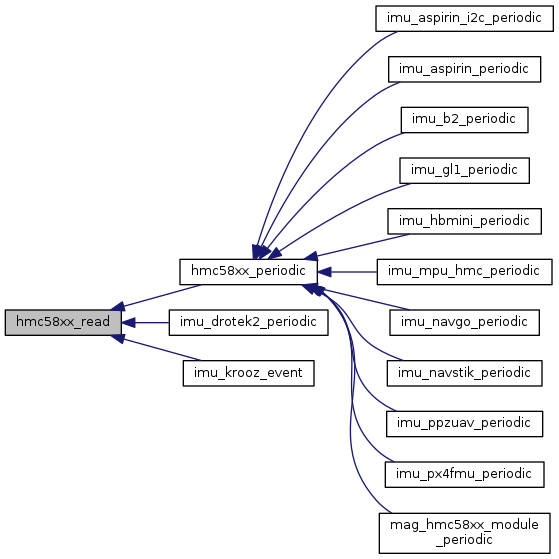 imu_aspirin_i2c_periodic
imu_aspirin_periodic
imu_b2_periodic
imu_gl1_periodic
imu_hbmini_periodic
hmc58xx_periodic
imu_mpu_hmc_periodic
hmc58xx_read
imu_drotek2_periodic
imu_navgo_periodic
imu_krooz_event
imu_navstik_periodic
imu_ppzuav_periodic
imu_px4fmu_periodic
mag_hmc58xx_module
_periodic